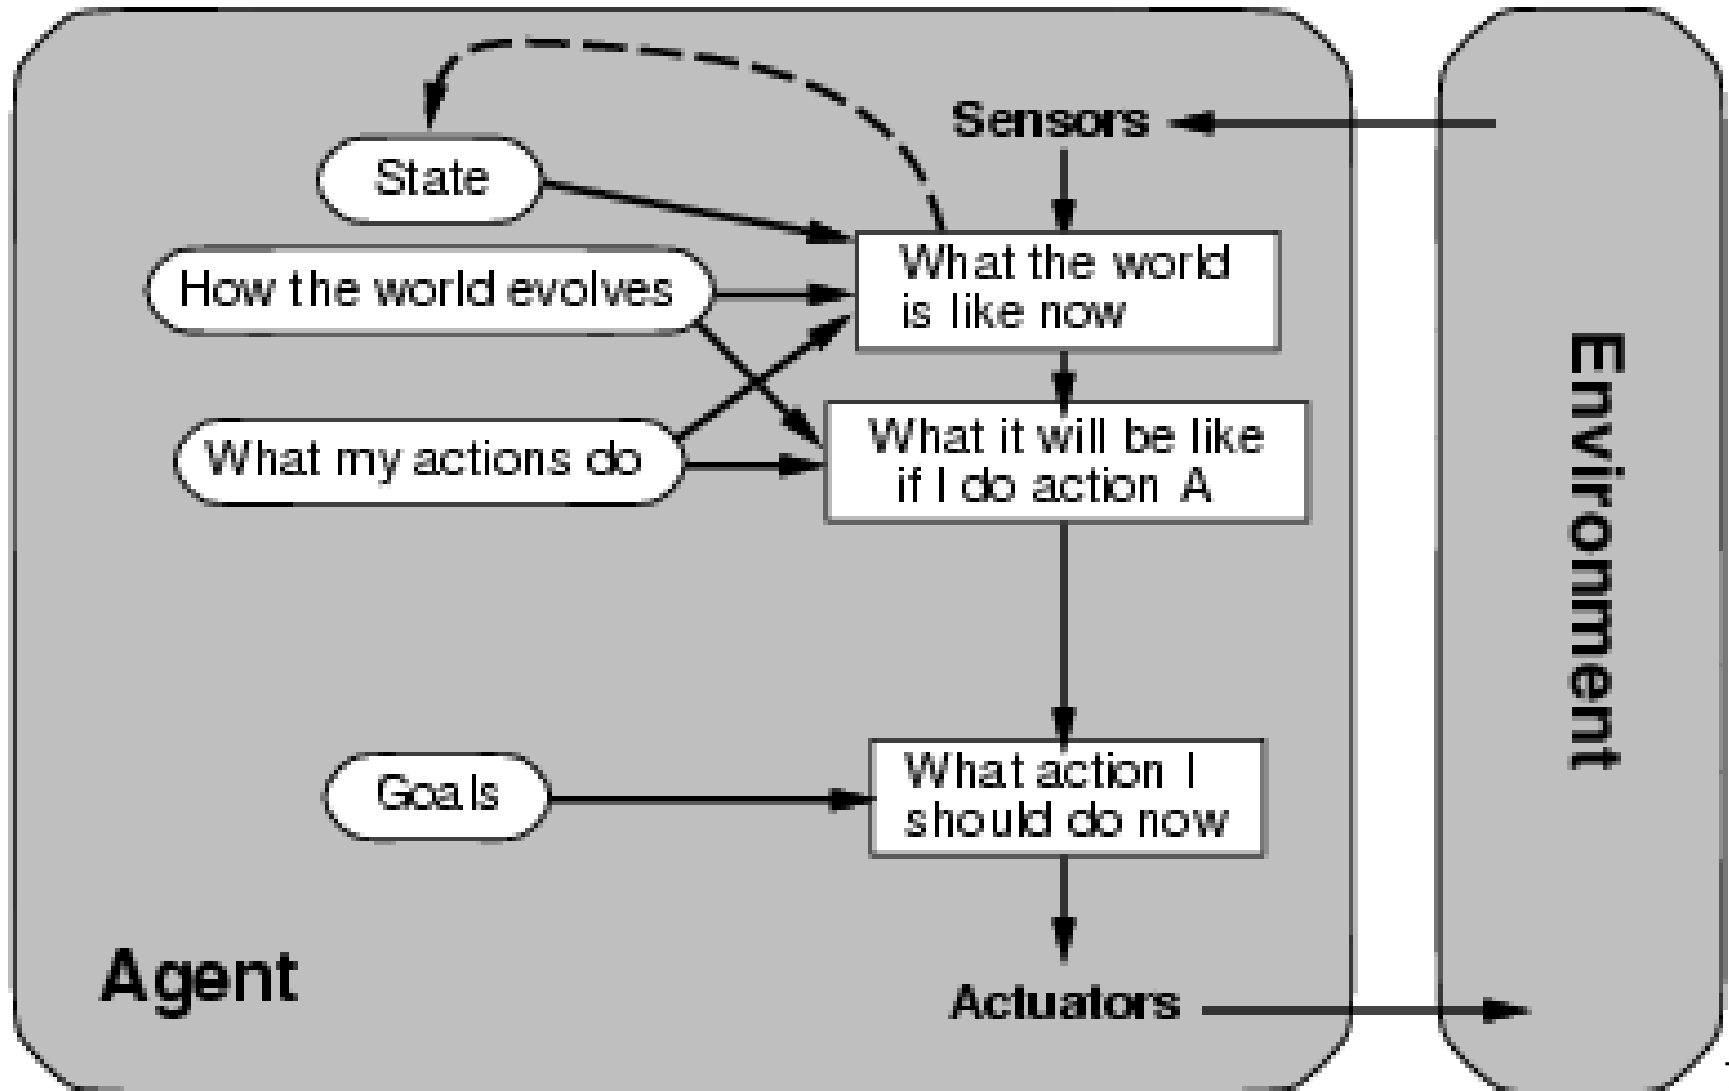 Sensors
State
What the world
is like now
How the world evolves
What it will be like
if I do action A
What my actions do
Environment
What action I
should do now
Goals
Agent
Actuators